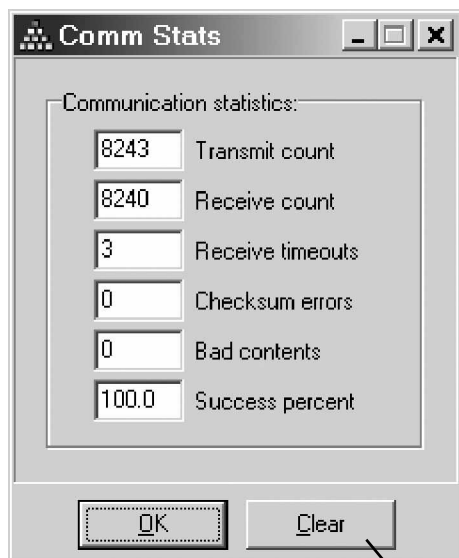 Comm Stats
Communication statistics:
8243 Transmit count
8240 Receive count
3 Receive timeouts
0 Checksum errors
0 Bad contents
100.0 Success percent
OK Clear